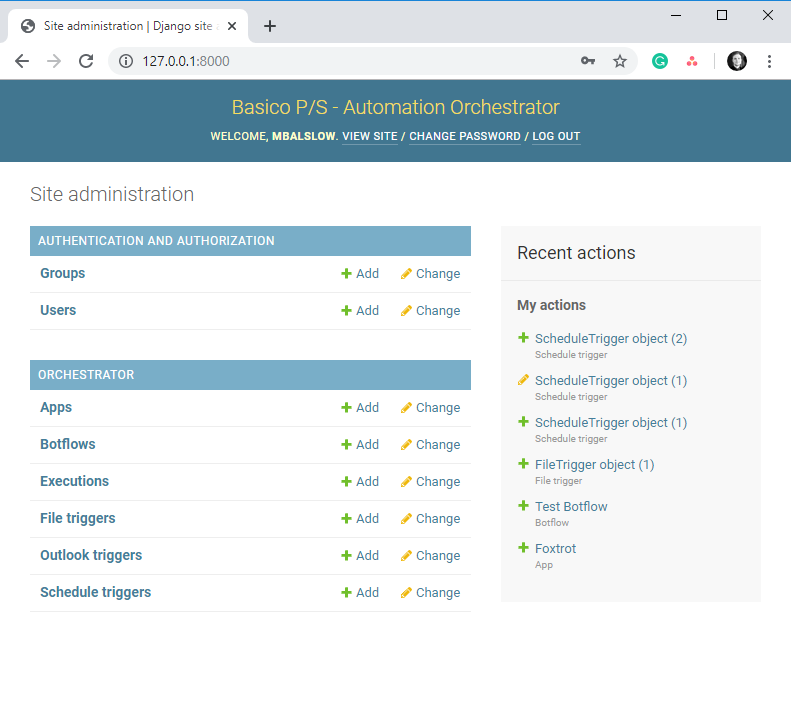 Site administration | Django site a
127.0.0.1:8000
Basico P/S - Automation Orchestrator
WELCOME, MBALSLOW. VIEW SITE / CHANGE PASSWORD / LOG OUT
Site administration
AUTHENTICATION AND AUTHORIZATION
Groups Add Change
Users Add Change
ORCHESTRATOR
Apps Add Change
Botflows Add Change
Executions Add Change
File triggers Add Change
Outlook triggers Add Change
Schedule triggers Add Change
Recent actions
My actions
ScheduleTrigger object (2)
Schedule trigger
ScheduleTrigger object (1)
Schedule trigger
ScheduleTrigger object (1)
Schedule trigger
FileTrigger object (1)
File trigger
Test Botflow
Botflow
Foxtrot
App